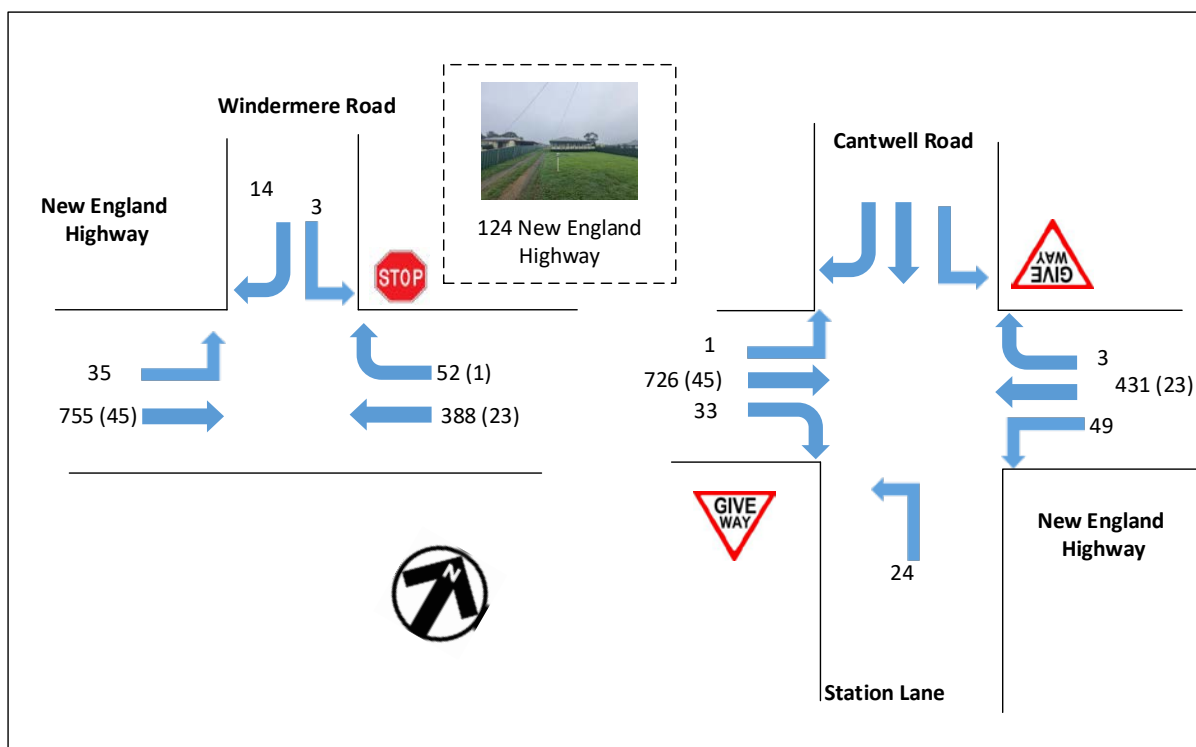 Windermere Road
New England
Highway
14
3
STOP
35
755 (45)
52 (1)
388 (23)
124 New England
Highway
Cantwell Road
GIVE
WAY
1
726 (45)
33
3
431 (23)
49
GIVE
WAY
24
New England
Highway
Station Lane
N